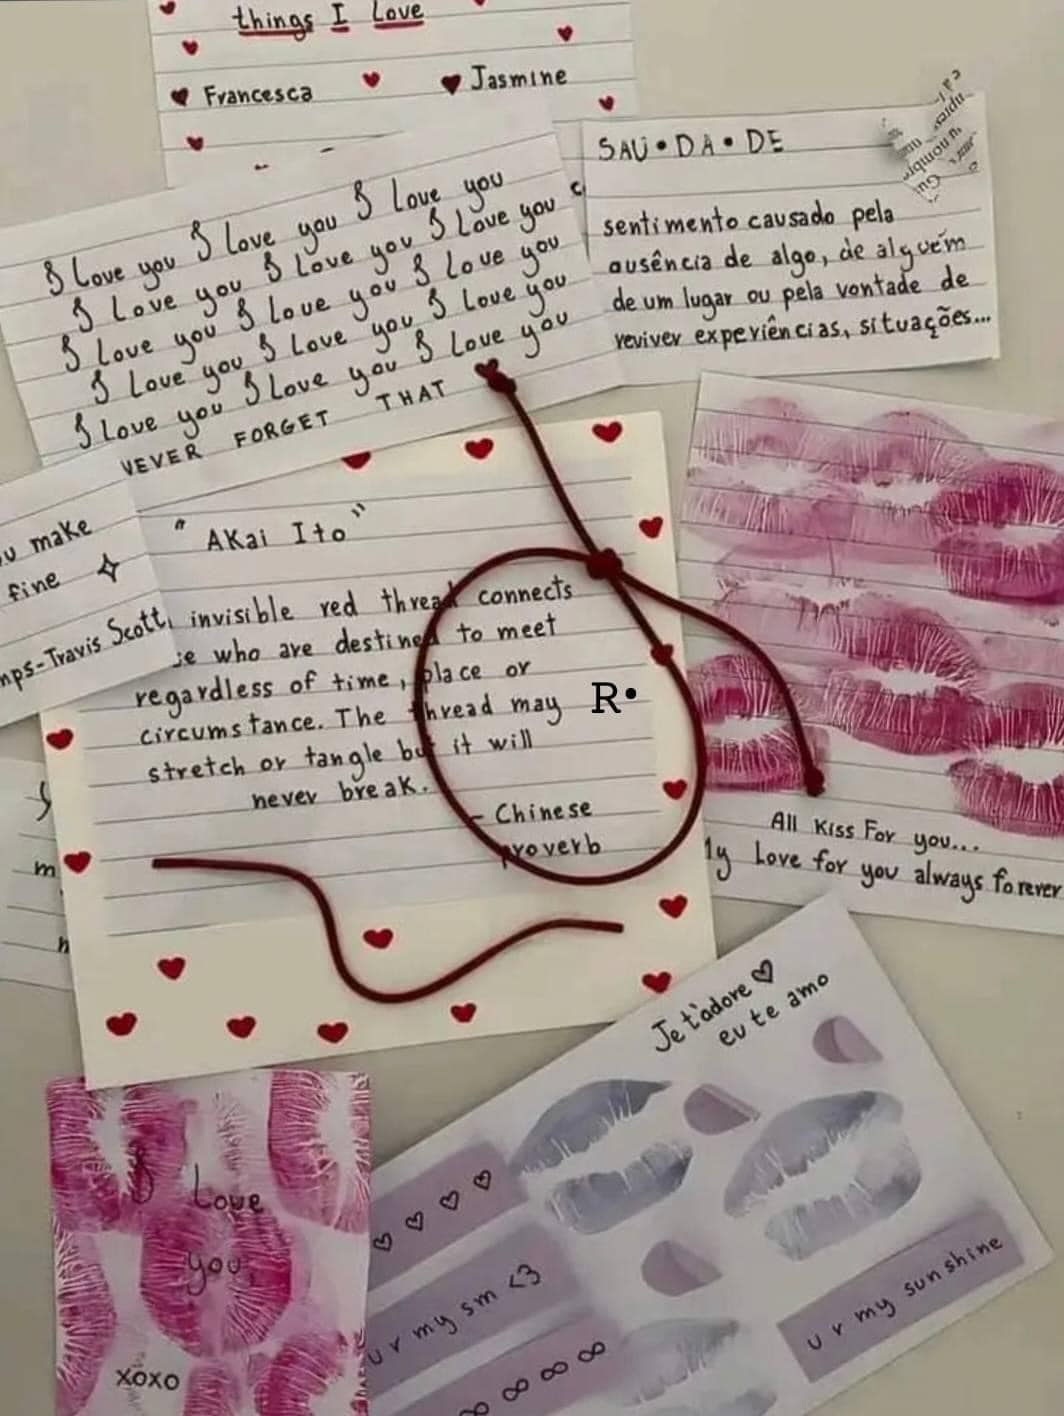 things I Love
Francesca
Jasmine
I Love you I Love you I Love you
I Love you I Love you I Love you
I Love you I Love you I Love you
I Love you I Love you I Love you
I Love you I Love you I Love you
NEVER FORGET THAT
SAU•DA•DE
sentimento causado pela
ausência de algo, de alguém
de um lugar ou pela vontade de
reviver experiências, situações...
make
fine
-Travis Scott
"AKai Ito"
invisible red thread connects
who are destined to meet
regardless of time, place or
circumstance. The thread may
stretch or tangle but it will
never break.
- Chinese
proverb
R•
All Kiss For you...
My Love for you always forever
Je t'adore ♡
eu te amo
I Love
you
xoxo
♡ ♡ ♡ ♡
u r my sm <3
∞ ∞ ∞ ∞
u r my sunshine